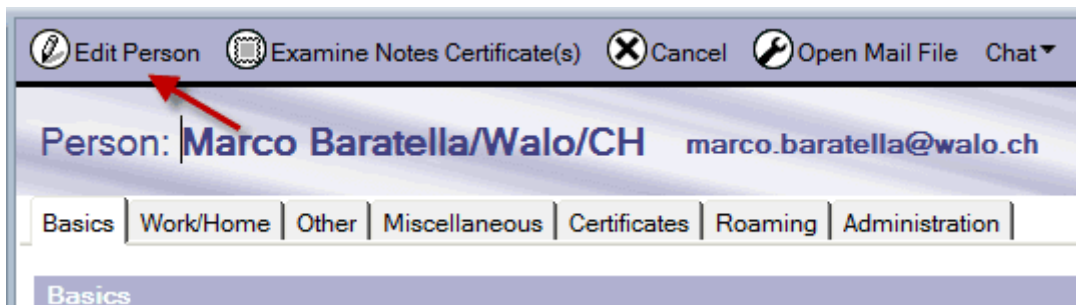 Edit Person Examine Notes Certificate(s) Cancel Open Mail File Chat
Person: Marco Baratella/Walo/CH marco.baratella@walo.ch
Basics Work/Home Other Miscellaneous Certificates Roaming Administration
Basics